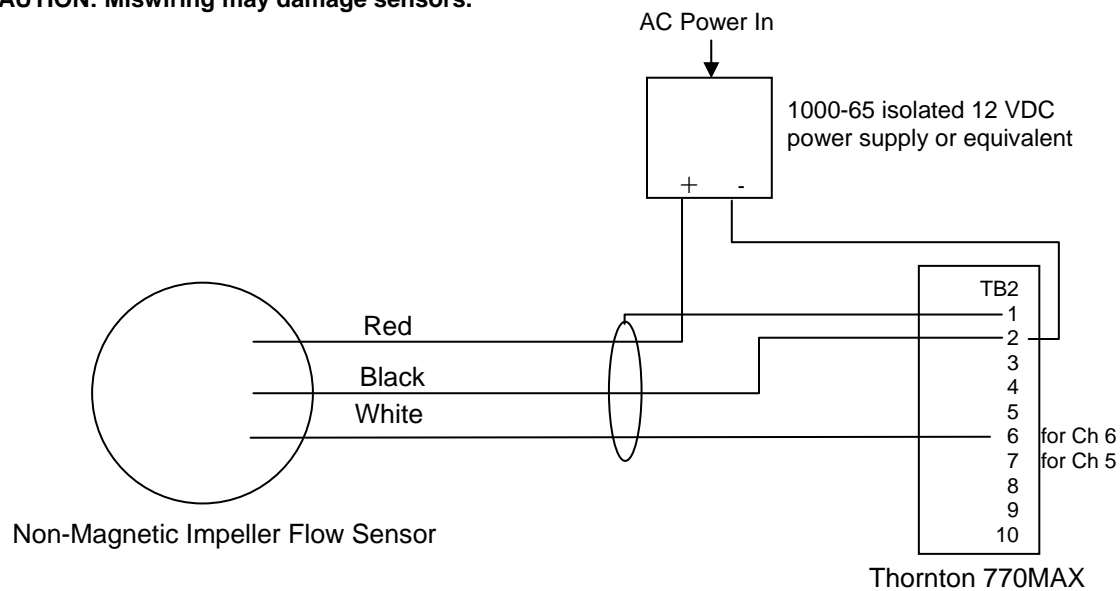 AUTION: Miswiring may damage sensors.
AC Power In
1000-65 isolated 12 VDC
power supply or equivalent
+ -
TB2
1
2
3
4
5
6 for Ch 6
7 for Ch 5
8
9
10
Red
Black
White
Non-Magnetic Impeller Flow Sensor
Thornton 770MAX